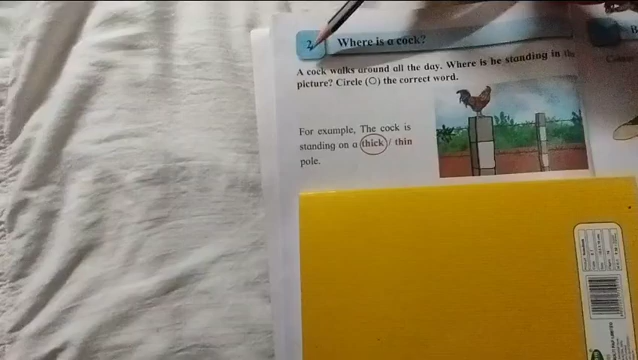 2. Where is a cock?
A cock walks around all the day. Where is he standing in the
picture? Circle (O) the correct word.
For example, The cock is
standing on a thick / thin
pole.